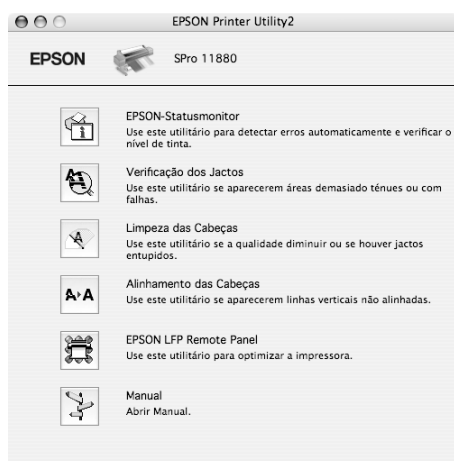 EPSON Printer Utility2
EPSON SPro 11880
EPSON-Statusmonitor
Use este utilitário para detectar erros automaticamente e verificar o
nível de tinta.
Verificação dos Jactos
Use este utilitário se aparecerem áreas demasiado ténues ou com
falhas.
Limpeza das Cabeças
Use este utilitário se a qualidade diminuir ou se houver jactos
entupidos.
Alinhamento das Cabeças
Use este utilitário se aparecerem linhas verticais não alinhadas.
EPSON LFP Remote Panel
Use este utilitário para optimizar a impressora.
Manual
Abrir Manual.